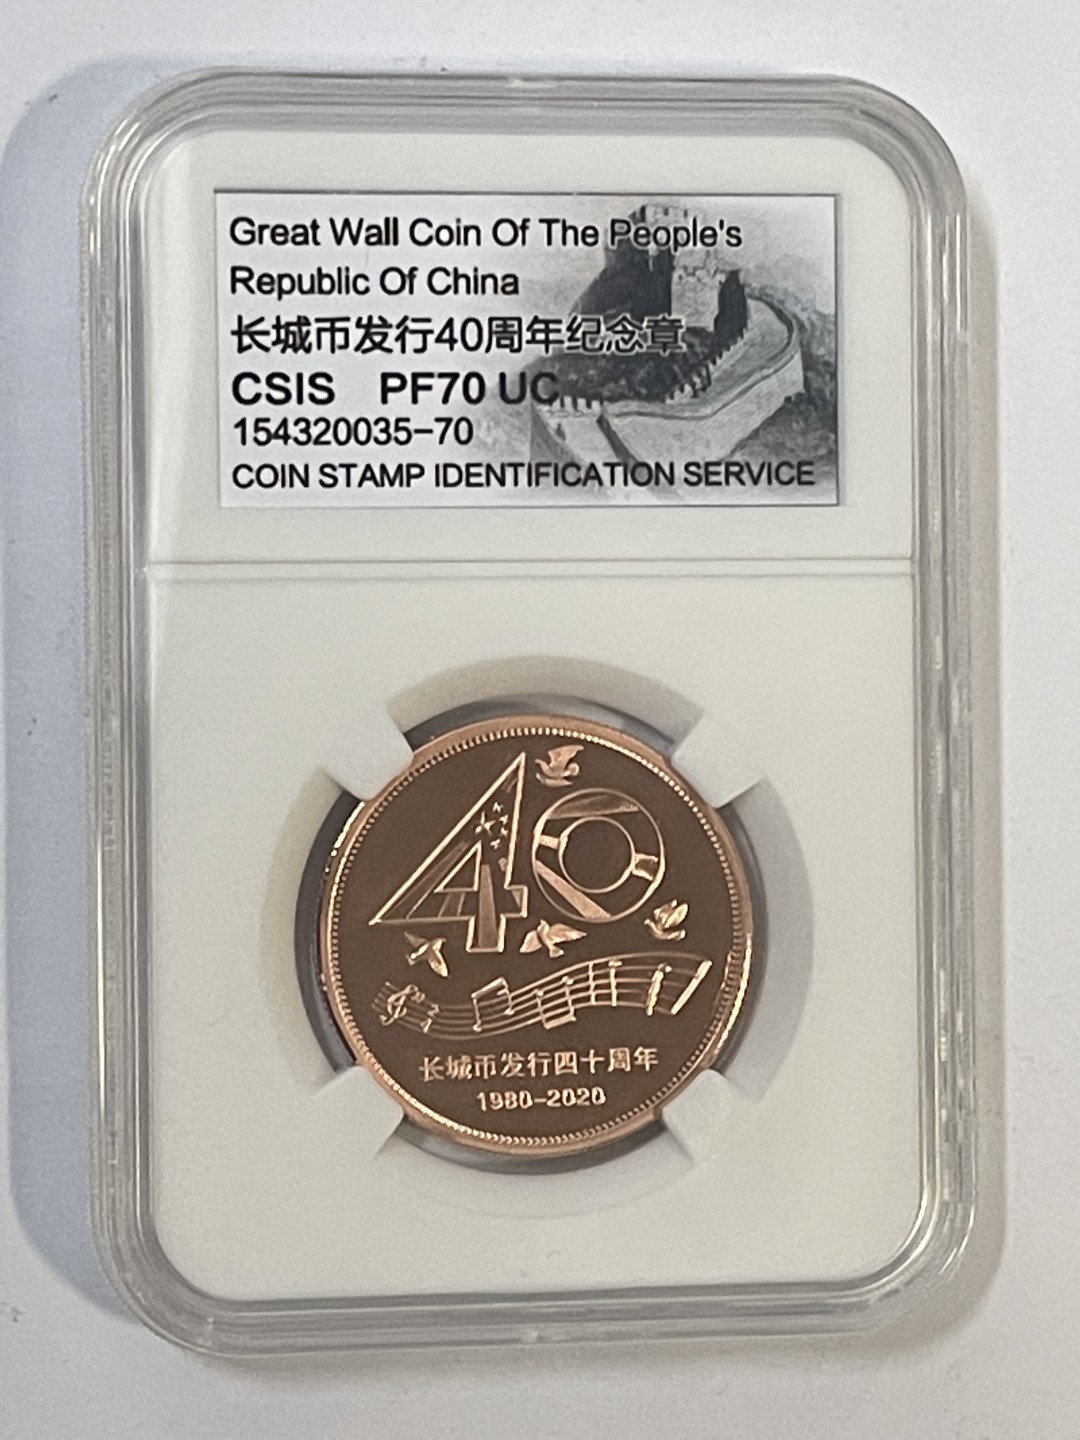 Great Wall Coin Of The People's
Republic Of China
长城币发行40周年纪念章
CSIS PF70 UC
154320035-70
COIN STAMP IDENTIFICATION SERVICE
40
长城币发行四十周年
1980-2020